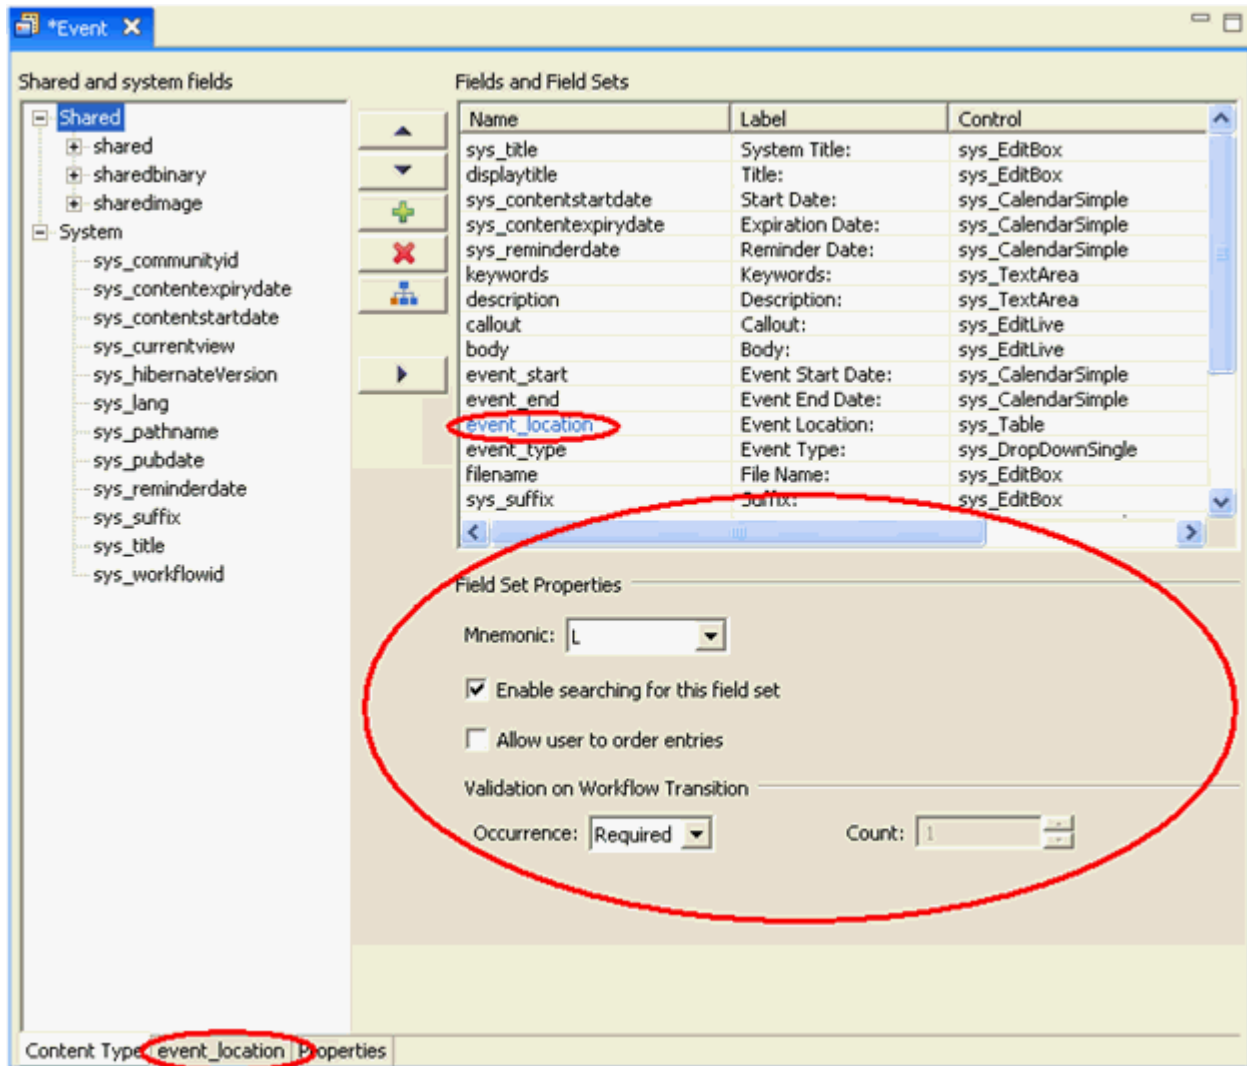 *Event
Shared and system fields
Shared
shared
sharedbinary
sharedimage
System
sys_communityid
sys_contentexpirydate
sys_contentstartdate
sys_currentview
sys_hibernateVersion
sys_lang
sys_pathname
sys_pubdate
sys_reminderdate
sys_suffix
sys_title
sys_workflowid
Fields and Field Sets
Name Label Control
sys_title System Title: sys_EditBox
displaytitle Title: sys_EditBox
sys_contentstartdate Start Date: sys_CalendarSimple
sys_contentexpirydate Expiration Date: sys_CalendarSimple
sys_reminderdate Reminder Date: sys_CalendarSimple
keywords Keywords: sys_TextArea
description Description: sys_TextArea
callout Callout: sys_EditLive
body Body: sys_EditLive
event_start Event Start Date: sys_CalendarSimple
event_end Event End Date: sys_CalendarSimple
event_location Event Location: sys_Table
event_type Event Type: sys_DropDownSingle
filename File Name: sys_EditBox
sys_suffix Suffix: sys_EditBox
Field Set Properties
Mnemonic: L
Enable searching for this field set
Allow user to order entries
Validation on Workflow Transition
Occurrence: Required Count: 1
Content Type event_location Properties